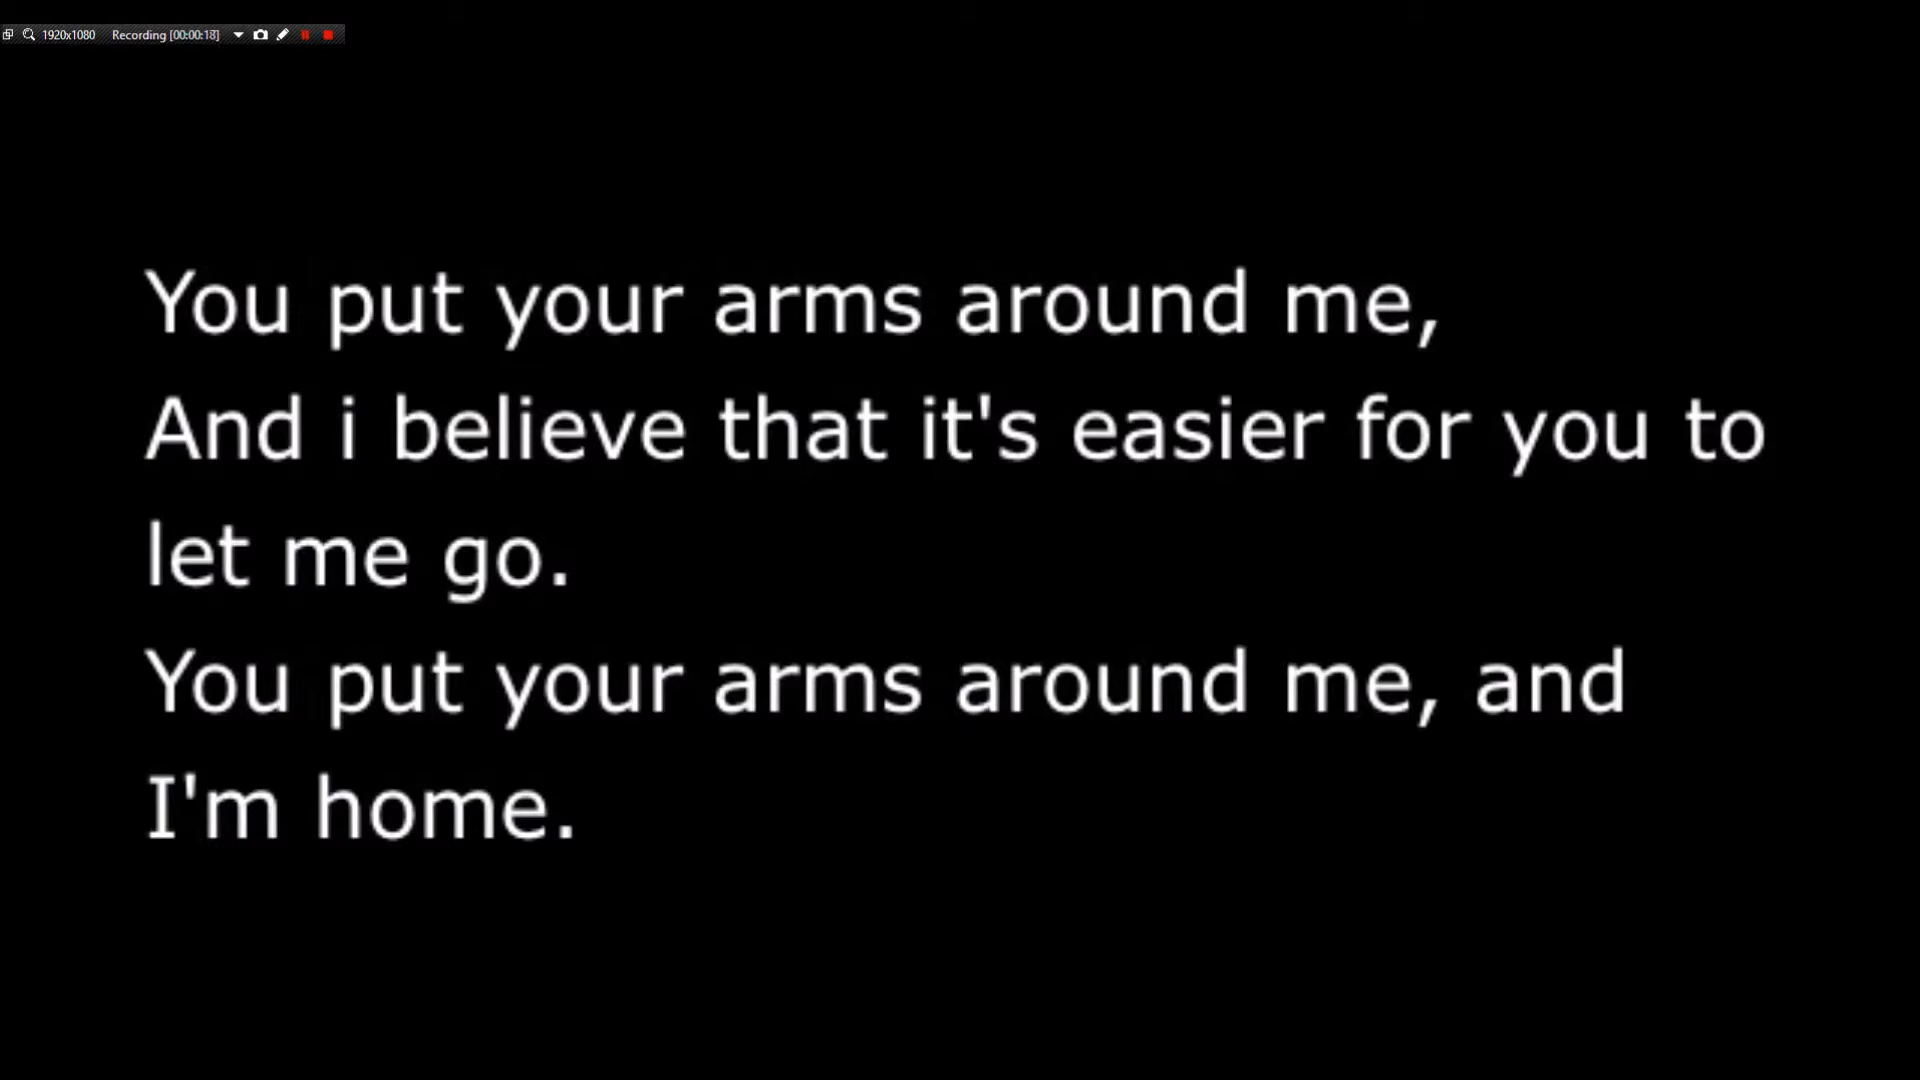 1920x1080 Recording [00:00:18]
You put your arms around me,
And i believe that it's easier for you to
let me go.
You put your arms around me, and
I'm home.